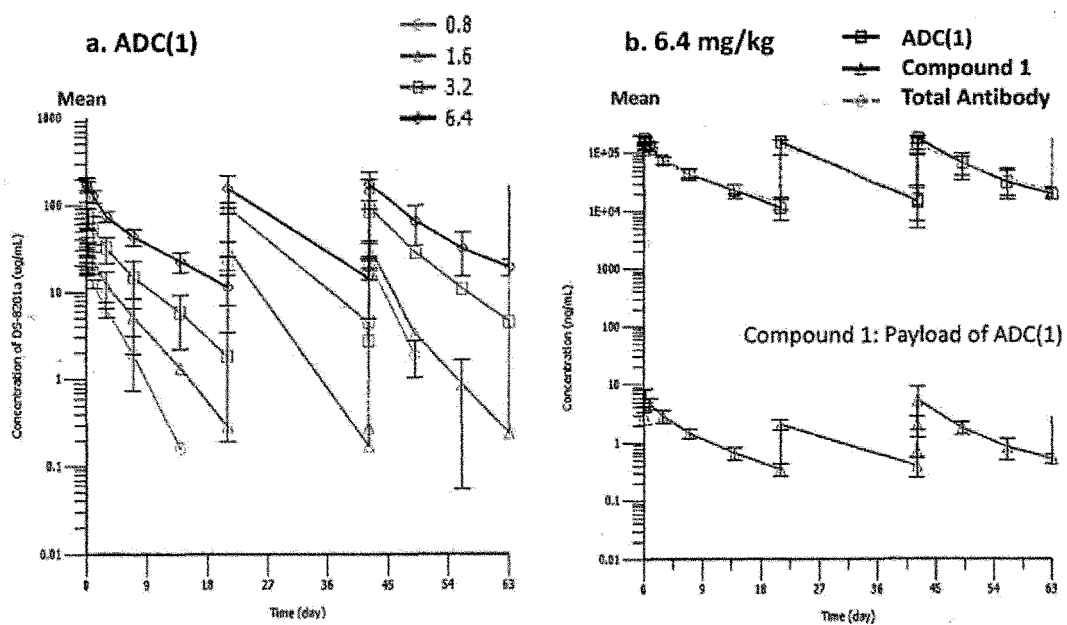 a. ADC(1)
0.8
1.6
3.2
6.4
Mean
1000
100
10
1
0.1
0.01
Concentration of DS-8201a (ug/mL)
0
9
18
27
36
45
54
63
Time (day)
b. 6.4 mg/kg
ADC(1)
Compound 1
Total Antibody
Mean
1E+05
1E+04
1000
100
10
1
0.1
0.01
Concentration (ng/mL)
Compound 1: Payload of ADC(1)
0
9
18
27
36
45
54
63
Time (day)